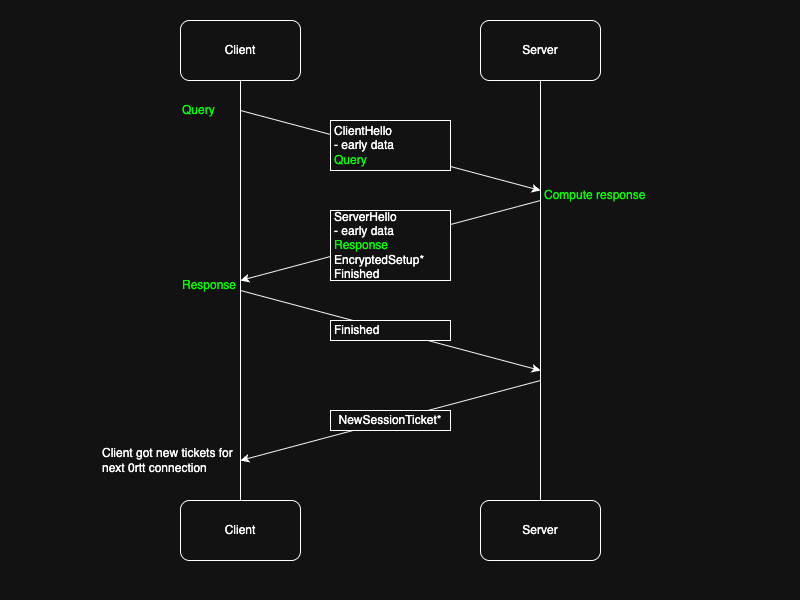 Client
Server
Query
ClientHello
- early data
Query
Compute response
ServerHello
- early data
Response
EncryptedSetup*
Finished
Response
Finished
NewSessionTicket*
Client got new tickets for
next 0rtt connection
Client
Server